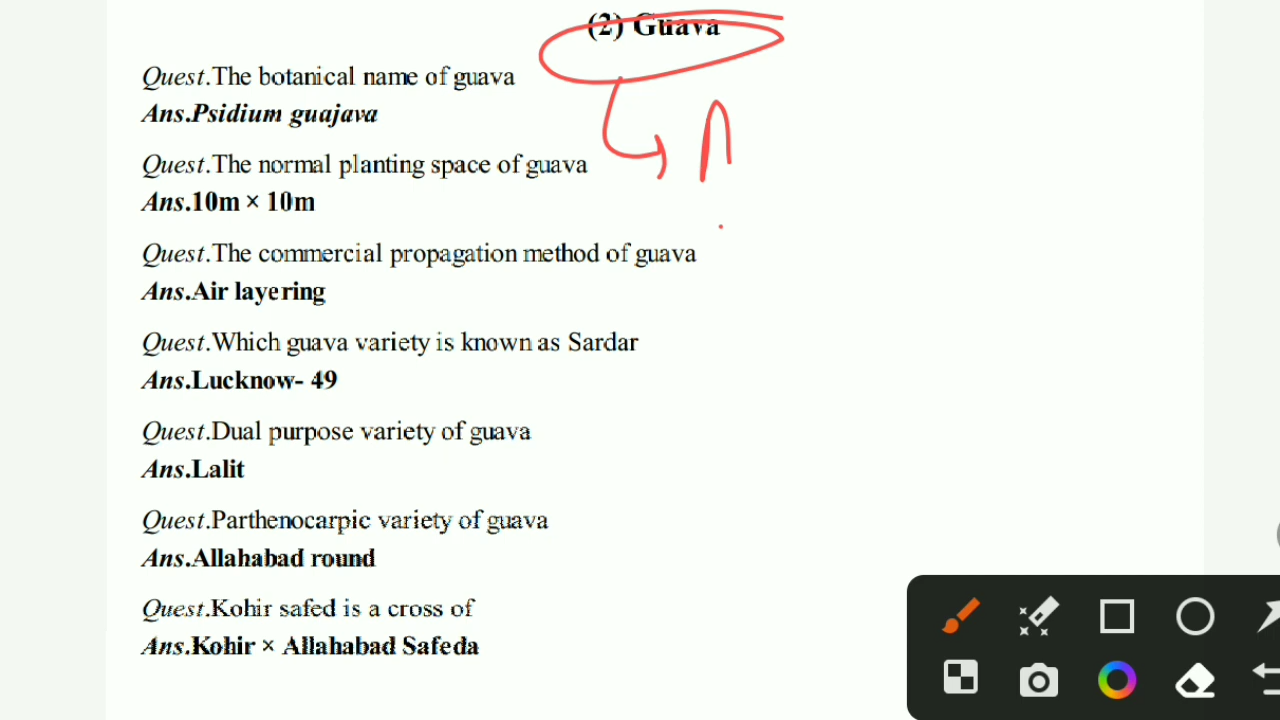 (2) Guava
Quest.The botanical name of guava
Ans.Psidium guajava
Quest.The normal planting space of guava
Ans.10m × 10m
Quest.The commercial propagation method of guava
Ans.Air layering
Quest.Which guava variety is known as Sardar
Ans.Lucknow- 49
Quest.Dual purpose variety of guava
Ans.Lalit
Quest.Parthenocarpic variety of guava
Ans.Allahabad round
Quest.Kohir safed is a cross of
Ans.Kohir × Allahabad Safeda